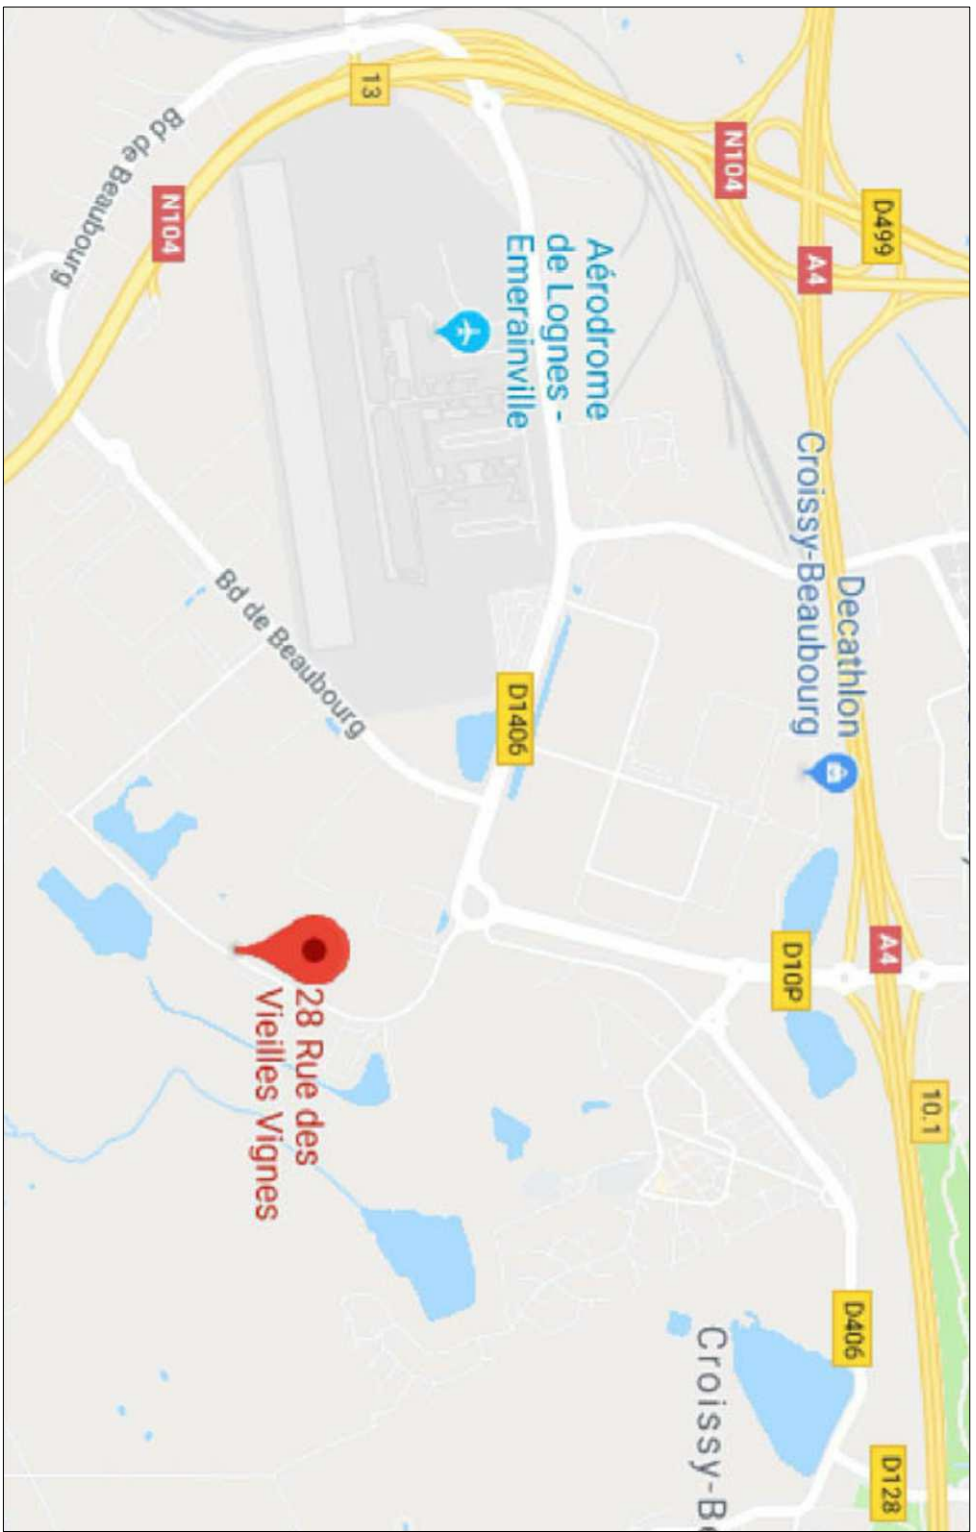 10.1
D128
A4
D499
D406
Decathlon
Croissy-Beaubourg
A4
D10P
N104
Croissy-Be
Aérodrome
de Lognes -
Emerainville
D1406
13
28 Rue des
Vieilles Vignes
Bd de Beaubourg
N104
Bd de Beaubourg